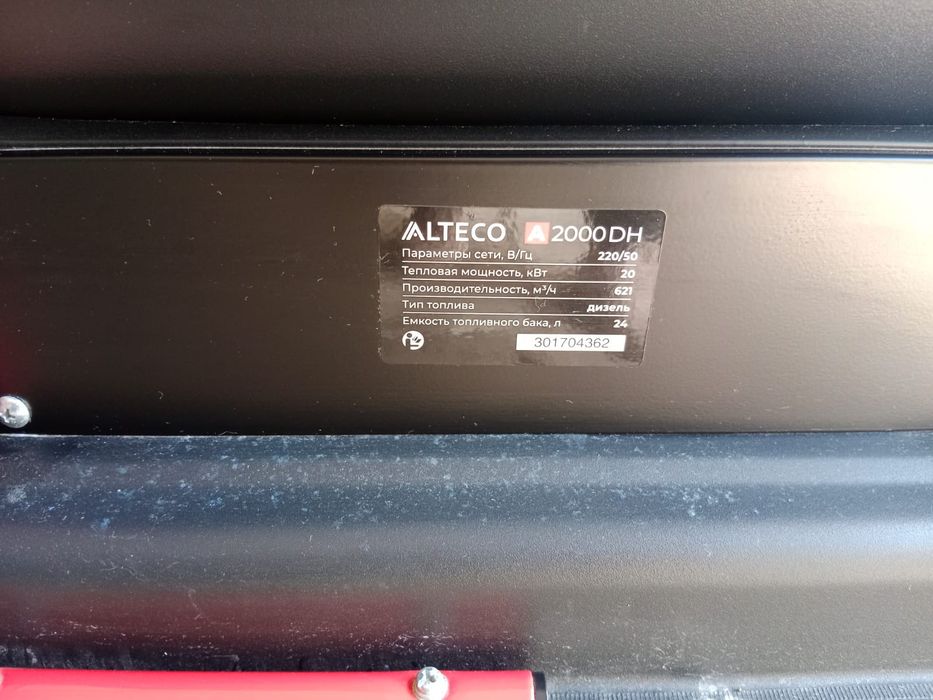 ALTECO A 2000DH
Параметры сети, В/Гц 220/50
Тепловая мощность, кВт 20
Производительность, м³/ч 621
Тип топлива дизель
Емкость топливного бака, л 24
301704362